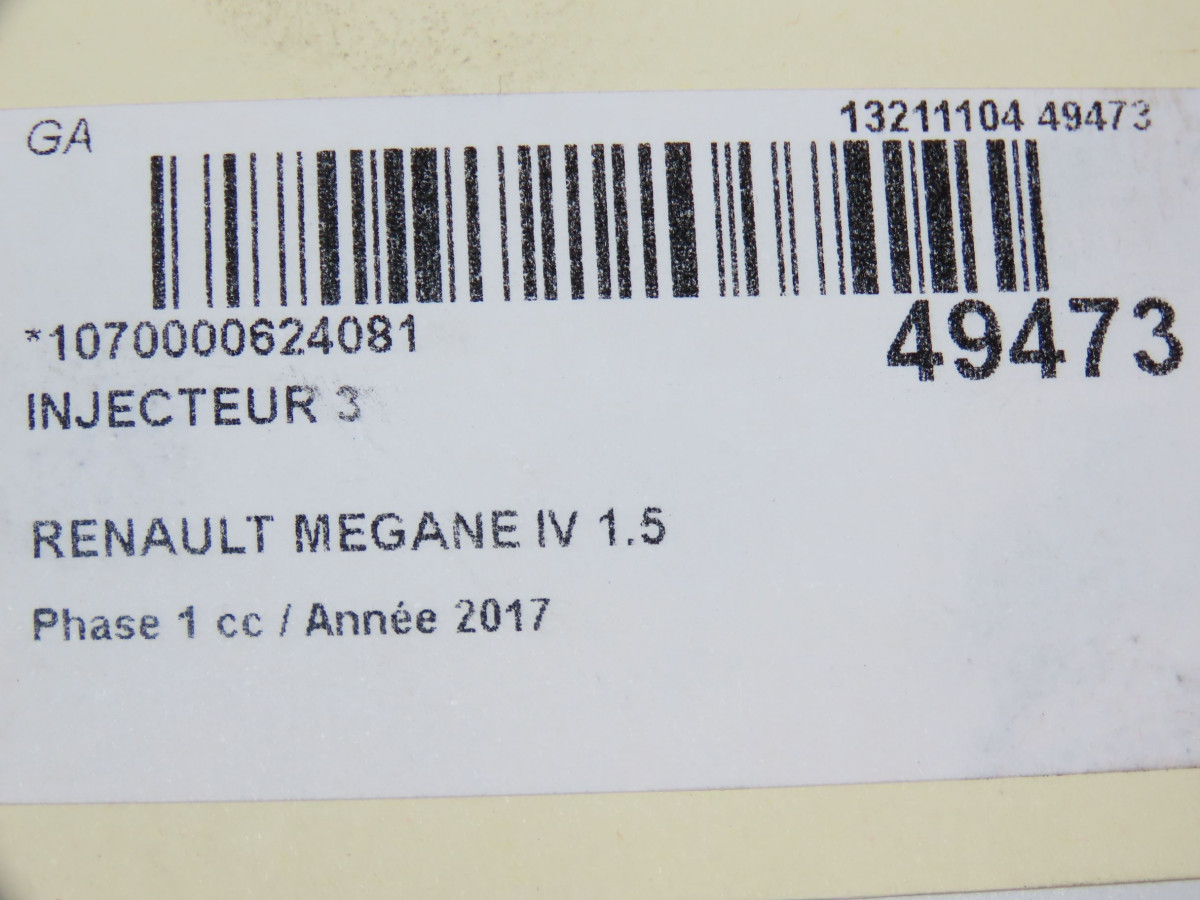 GA
13211104 49473
*1070000624081
49473
INJECTEUR 3
RENAULT MEGANE IV 1.5
Phase 1 cc / Année 2017